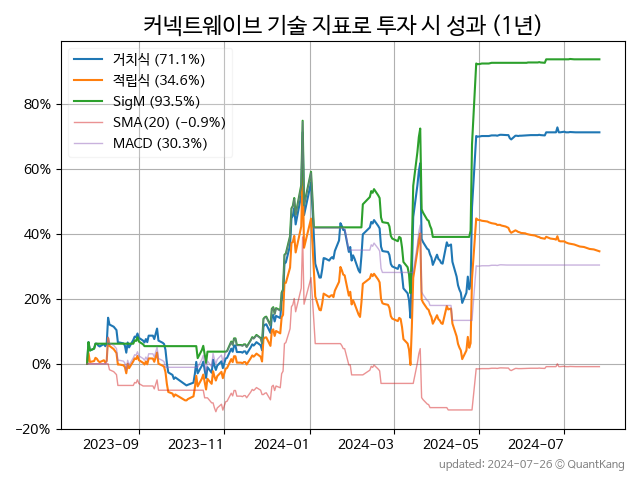 커넥트웨이브 기술 지표로 투자 시 성과 (1년)
거치식 (71.1%)
적립식 (34.6%)
SigM (93.5%)
SMA(20) (−0.9%)
MACD (30.3%)
80%
60%
40%
20%
0%
−20%
2023-09
2023-11
2024-01
2024-03
2024-05
2024-07
updated: 2024-07-26 © QuantKang